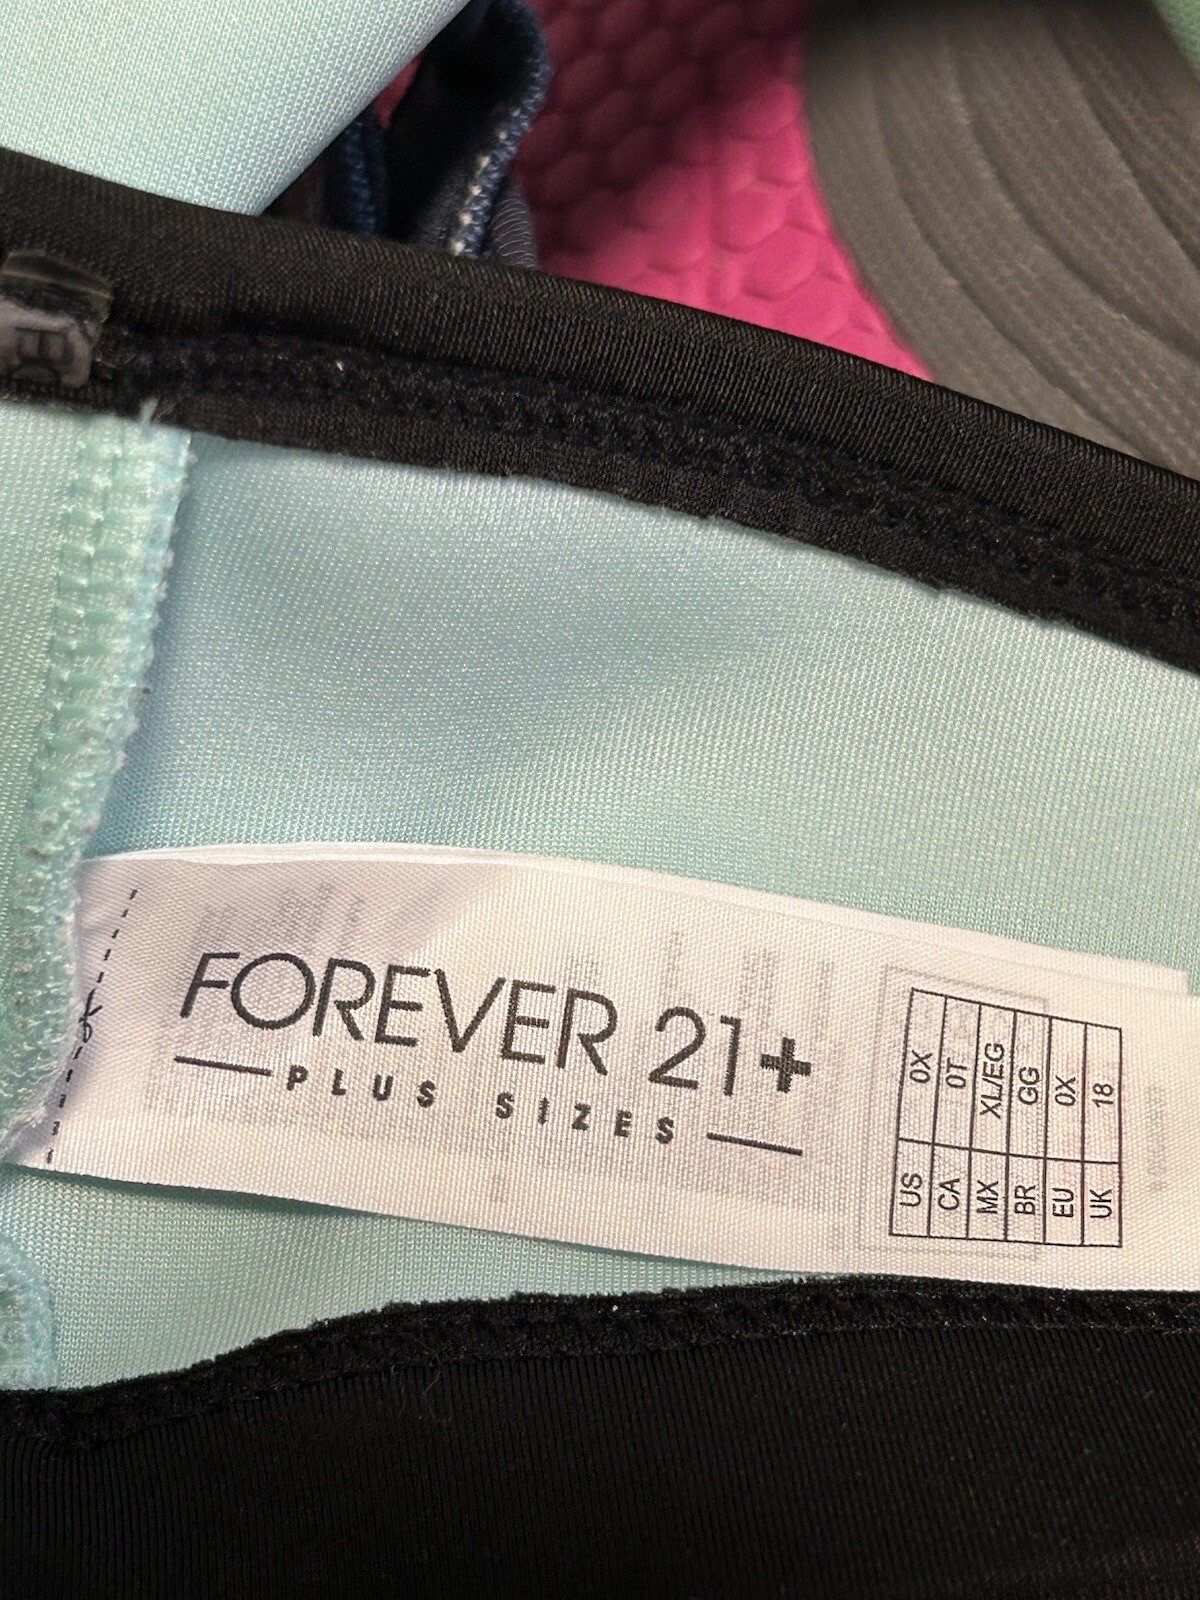 FOREVER 21+
PLUS SIZES
US 0X
CA 0T
MX XL/EG
BR GG
EU 0X
UK 18